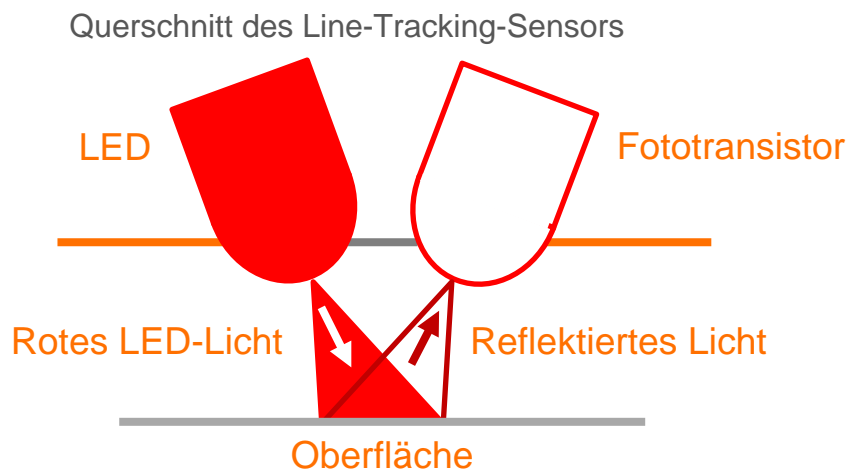 Querschnitt des Line-Tracking-Sensors
LED
Fototransistor
Rotes LED-Licht
Reflektiertes Licht
Oberfläche